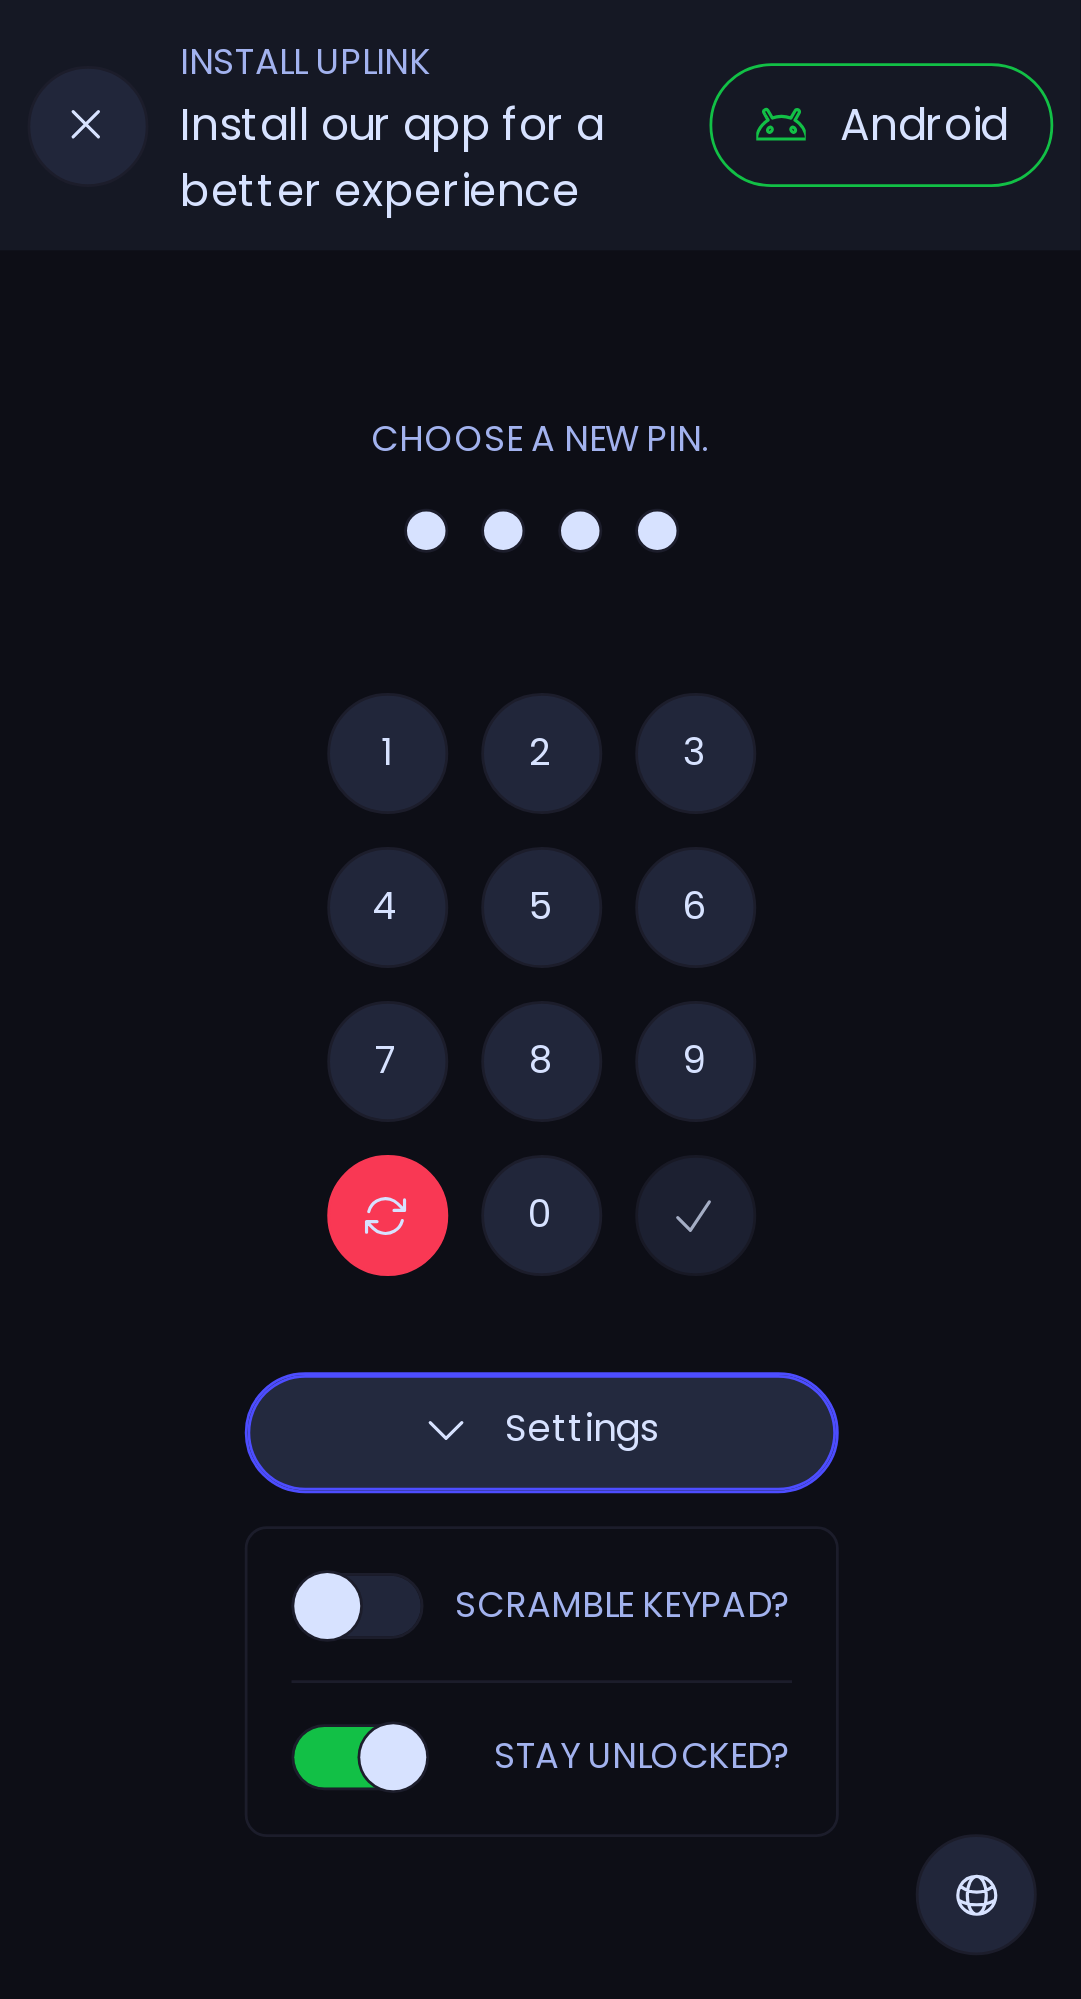 INSTALL UPLINK
Install our app for a
better experience
Android
CHOOSE A NEW PIN.
1 2 3
4 5 6
7 8 9
0
Settings
SCRAMBLE KEYPAD?
STAY UNLOCKED?